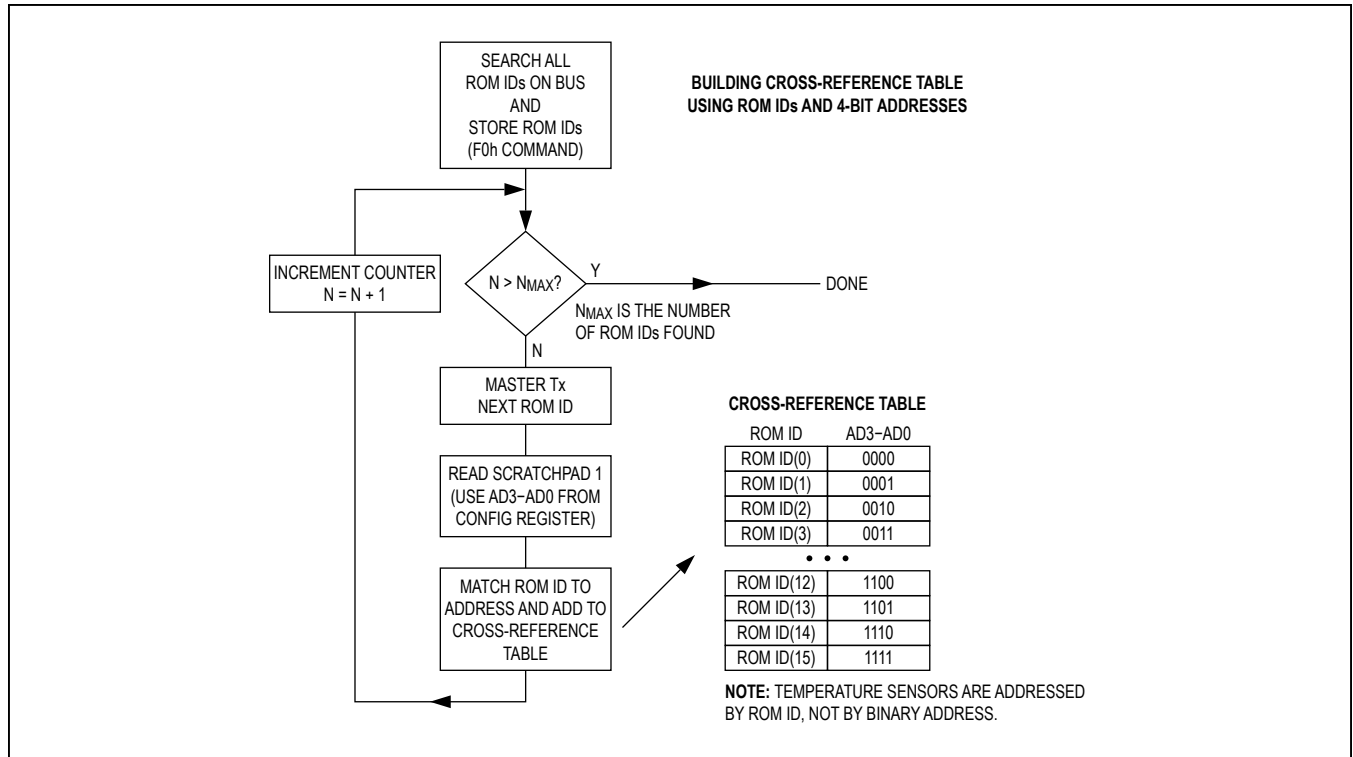 SEARCH ALL
ROM IDs ON BUS
AND
STORE ROM IDs
(F0h COMMAND)
BUILDING CROSS-REFERENCE TABLE
USING ROM IDs AND 4-BIT ADDRESSES
INCREMENT COUNTER
N = N + 1
N > NMAX?
Y
DONE
NMAX IS THE NUMBER
OF ROM IDs FOUND
N
MASTER Tx
NEXT ROM ID
READ SCRATCHPAD 1
(USE AD3−AD0 FROM
CONFIG REGISTER)
MATCH ROM ID TO
ADDRESS AND ADD TO
CROSS-REFERENCE
TABLE
CROSS-REFERENCE TABLE
ROM ID AD3−AD0
ROM ID(0) 0000
ROM ID(1) 0001
ROM ID(2) 0010
ROM ID(3) 0011
• • •
ROM ID(12) 1100
ROM ID(13) 1101
ROM ID(14) 1110
ROM ID(15) 1111
NOTE: TEMPERATURE SENSORS ARE ADDRESSED
BY ROM ID, NOT BY BINARY ADDRESS.